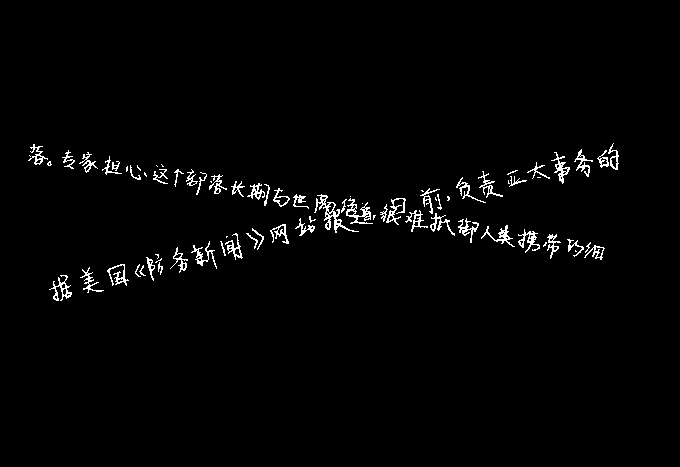 落。专家担心,这个部落长期与世隔绝,很难抵御人类携带的细
据美国《防务新闻》网站报道,日前,负责亚太事务的